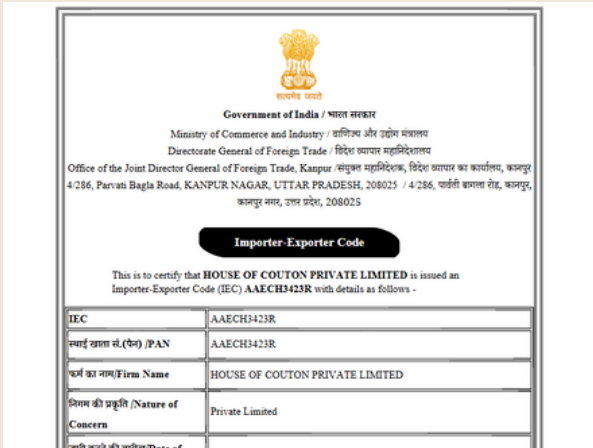 सत्यमेव जयते
Government of India / भारत सरकार
Ministry of Commerce and Industry / वाणिज्य और उद्योग मंत्रालय
Directorate General of Foreign Trade / विदेश व्यापार महानिदेशालय
Office of the Joint Director General of Foreign Trade, Kanpur /संयुक्त महानिदेशक, विदेश व्यापार का कार्यालय, कानपुर
4/286, Parvati Bagla Road, KANPUR NAGAR, UTTAR PRADESH, 208025 / 4/286, पार्वती बागला रोड, कानपुर,
कानपुर नगर, उत्तर प्रदेश, 208025
Importer-Exporter Code
This is to certify that HOUSE OF COUTON PRIVATE LIMITED is issued an
Importer-Exporter Code (IEC) AAECH3423R with details as follows -
IEC AAECH3423R
स्थाई खाता सं.(पैन) /PAN AAECH3423R
फर्म का नाम/Firm Name HOUSE OF COUTON PRIVATE LIMITED
निगम की प्रकृति /Nature of
Concern Private Limited